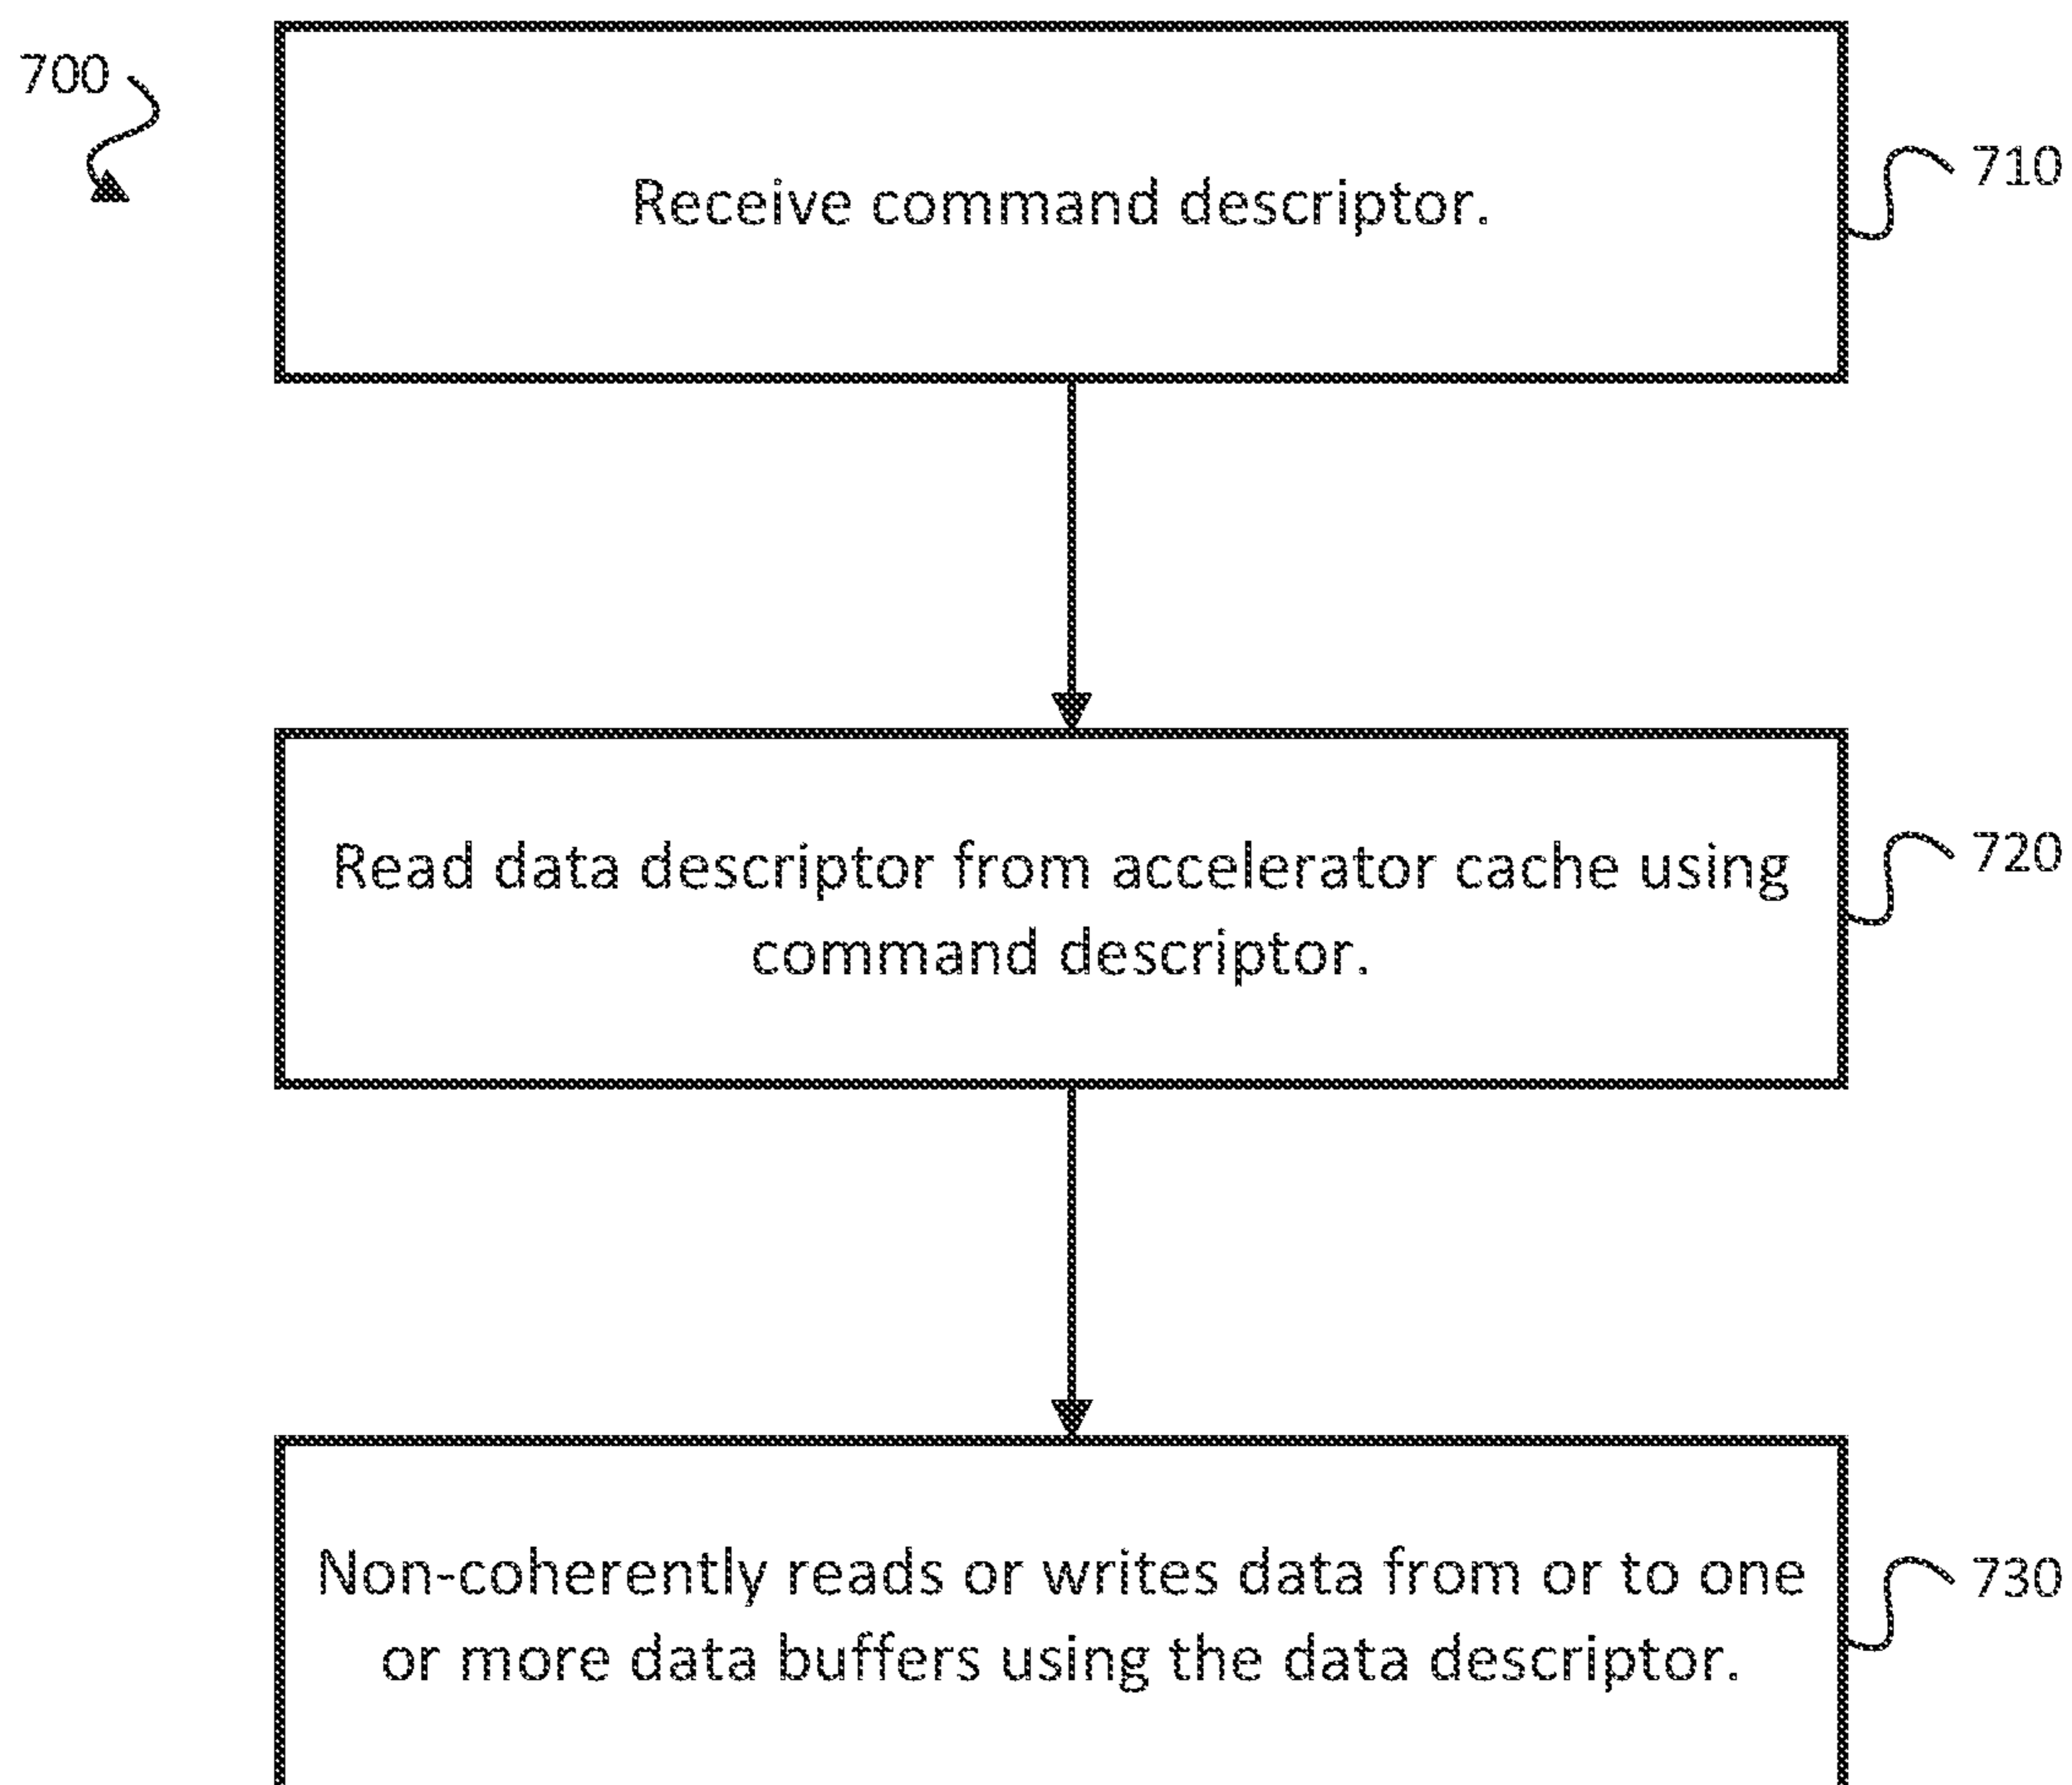 700
Receive command descriptor.
710
Read data descriptor from accelerator cache using
command descriptor.
720
Non-coherently reads or writes data from or to one
or more data buffers using the data descriptor.
730